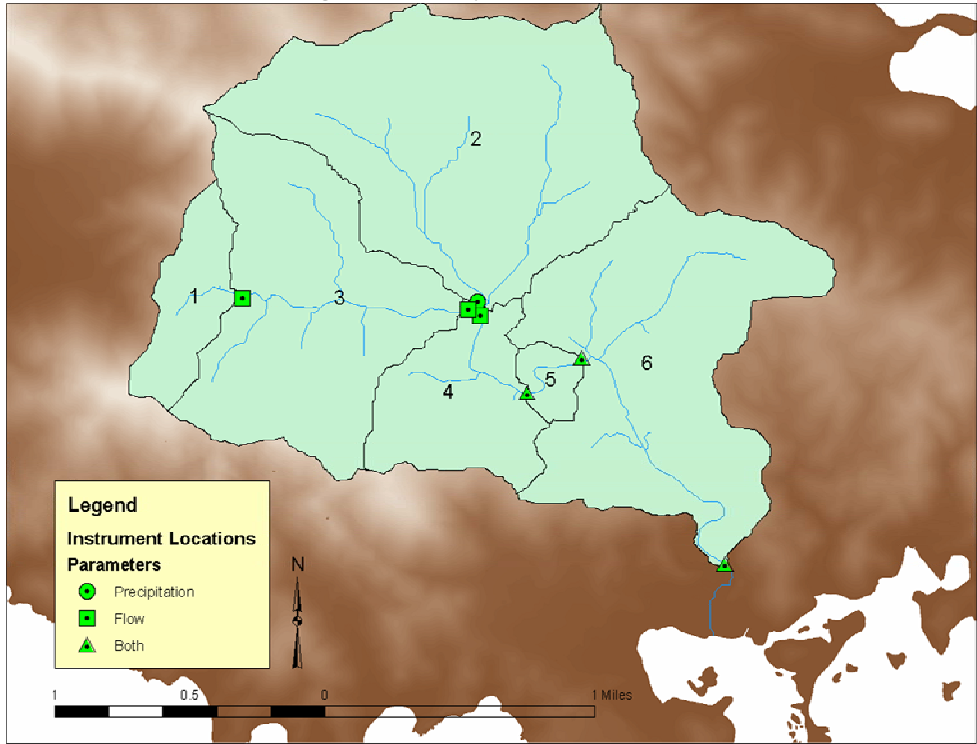 2
1
3
4
5
6
Legend
Instrument Locations
Parameters
Precipitation
Flow
Both
N
1 0.5 0 1 Miles